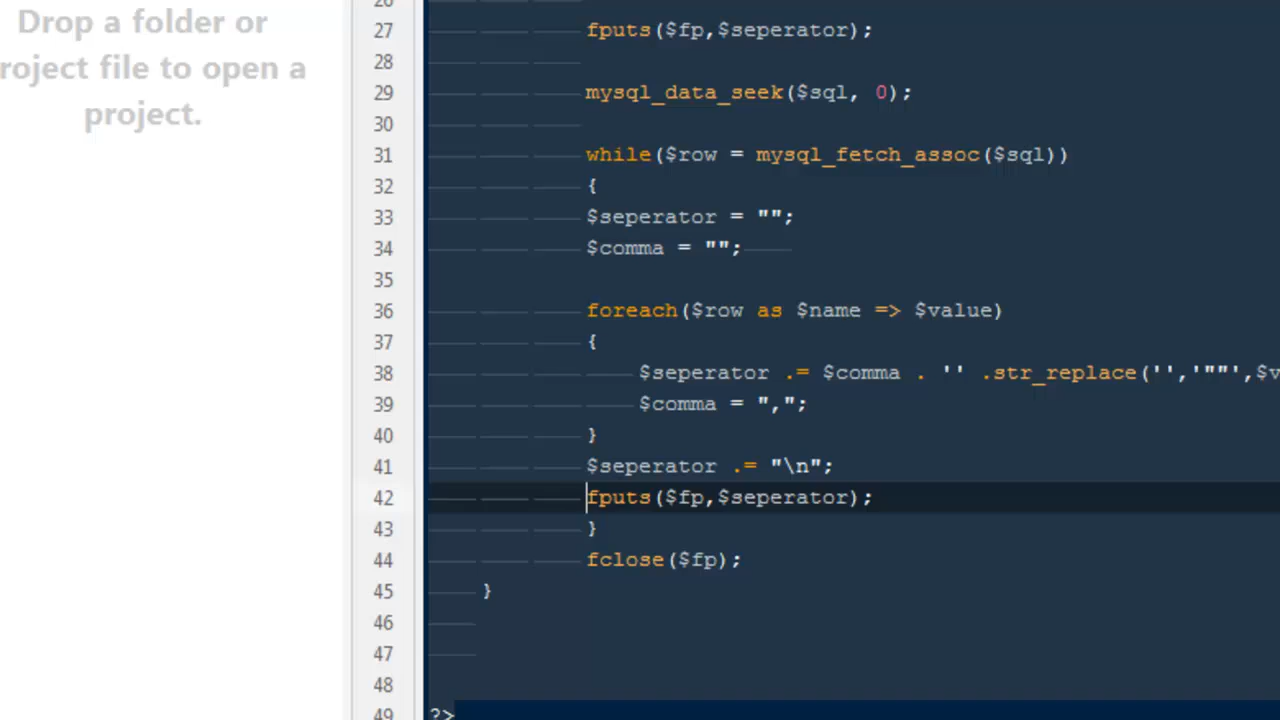 Drop a folder or
roject file to open a
project.
26
27 fputs($fp,$seperator);
28
29 mysql_data_seek($sql, 0);
30
31 while($row = mysql_fetch_assoc($sql))
32 {
33 $seperator = "";
34 $comma = "";
35
36 foreach($row as $name => $value)
37 {
38 $seperator .= $comma . '' .str_replace('','""',$v
39 $comma = ",";
40 }
41 $seperator .= "\n";
42 fputs($fp,$seperator);
43 }
44 fclose($fp);
45 }
46
47
48
49 ?>